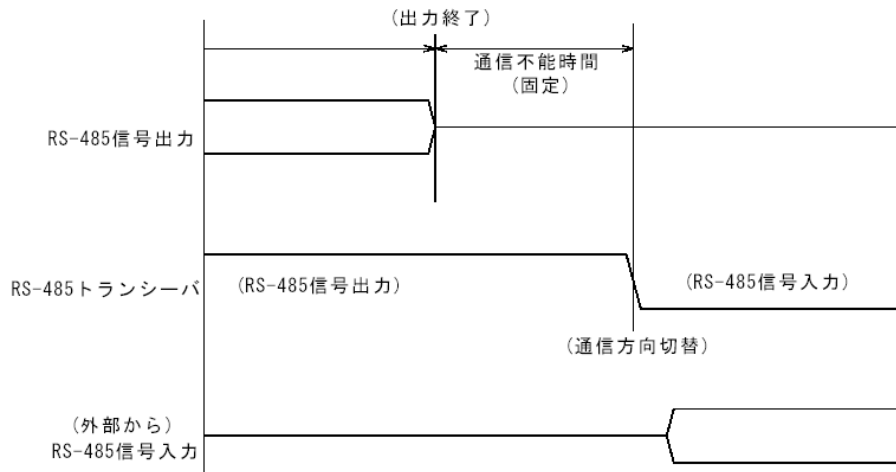 (出力終了)
通信不能時間
(固定)
RS-485信号出力
RS-485トランシーバ
(RS-485信号出力)
(RS-485信号入力)
(通信方向切替)
(外部から)
RS-485信号入力